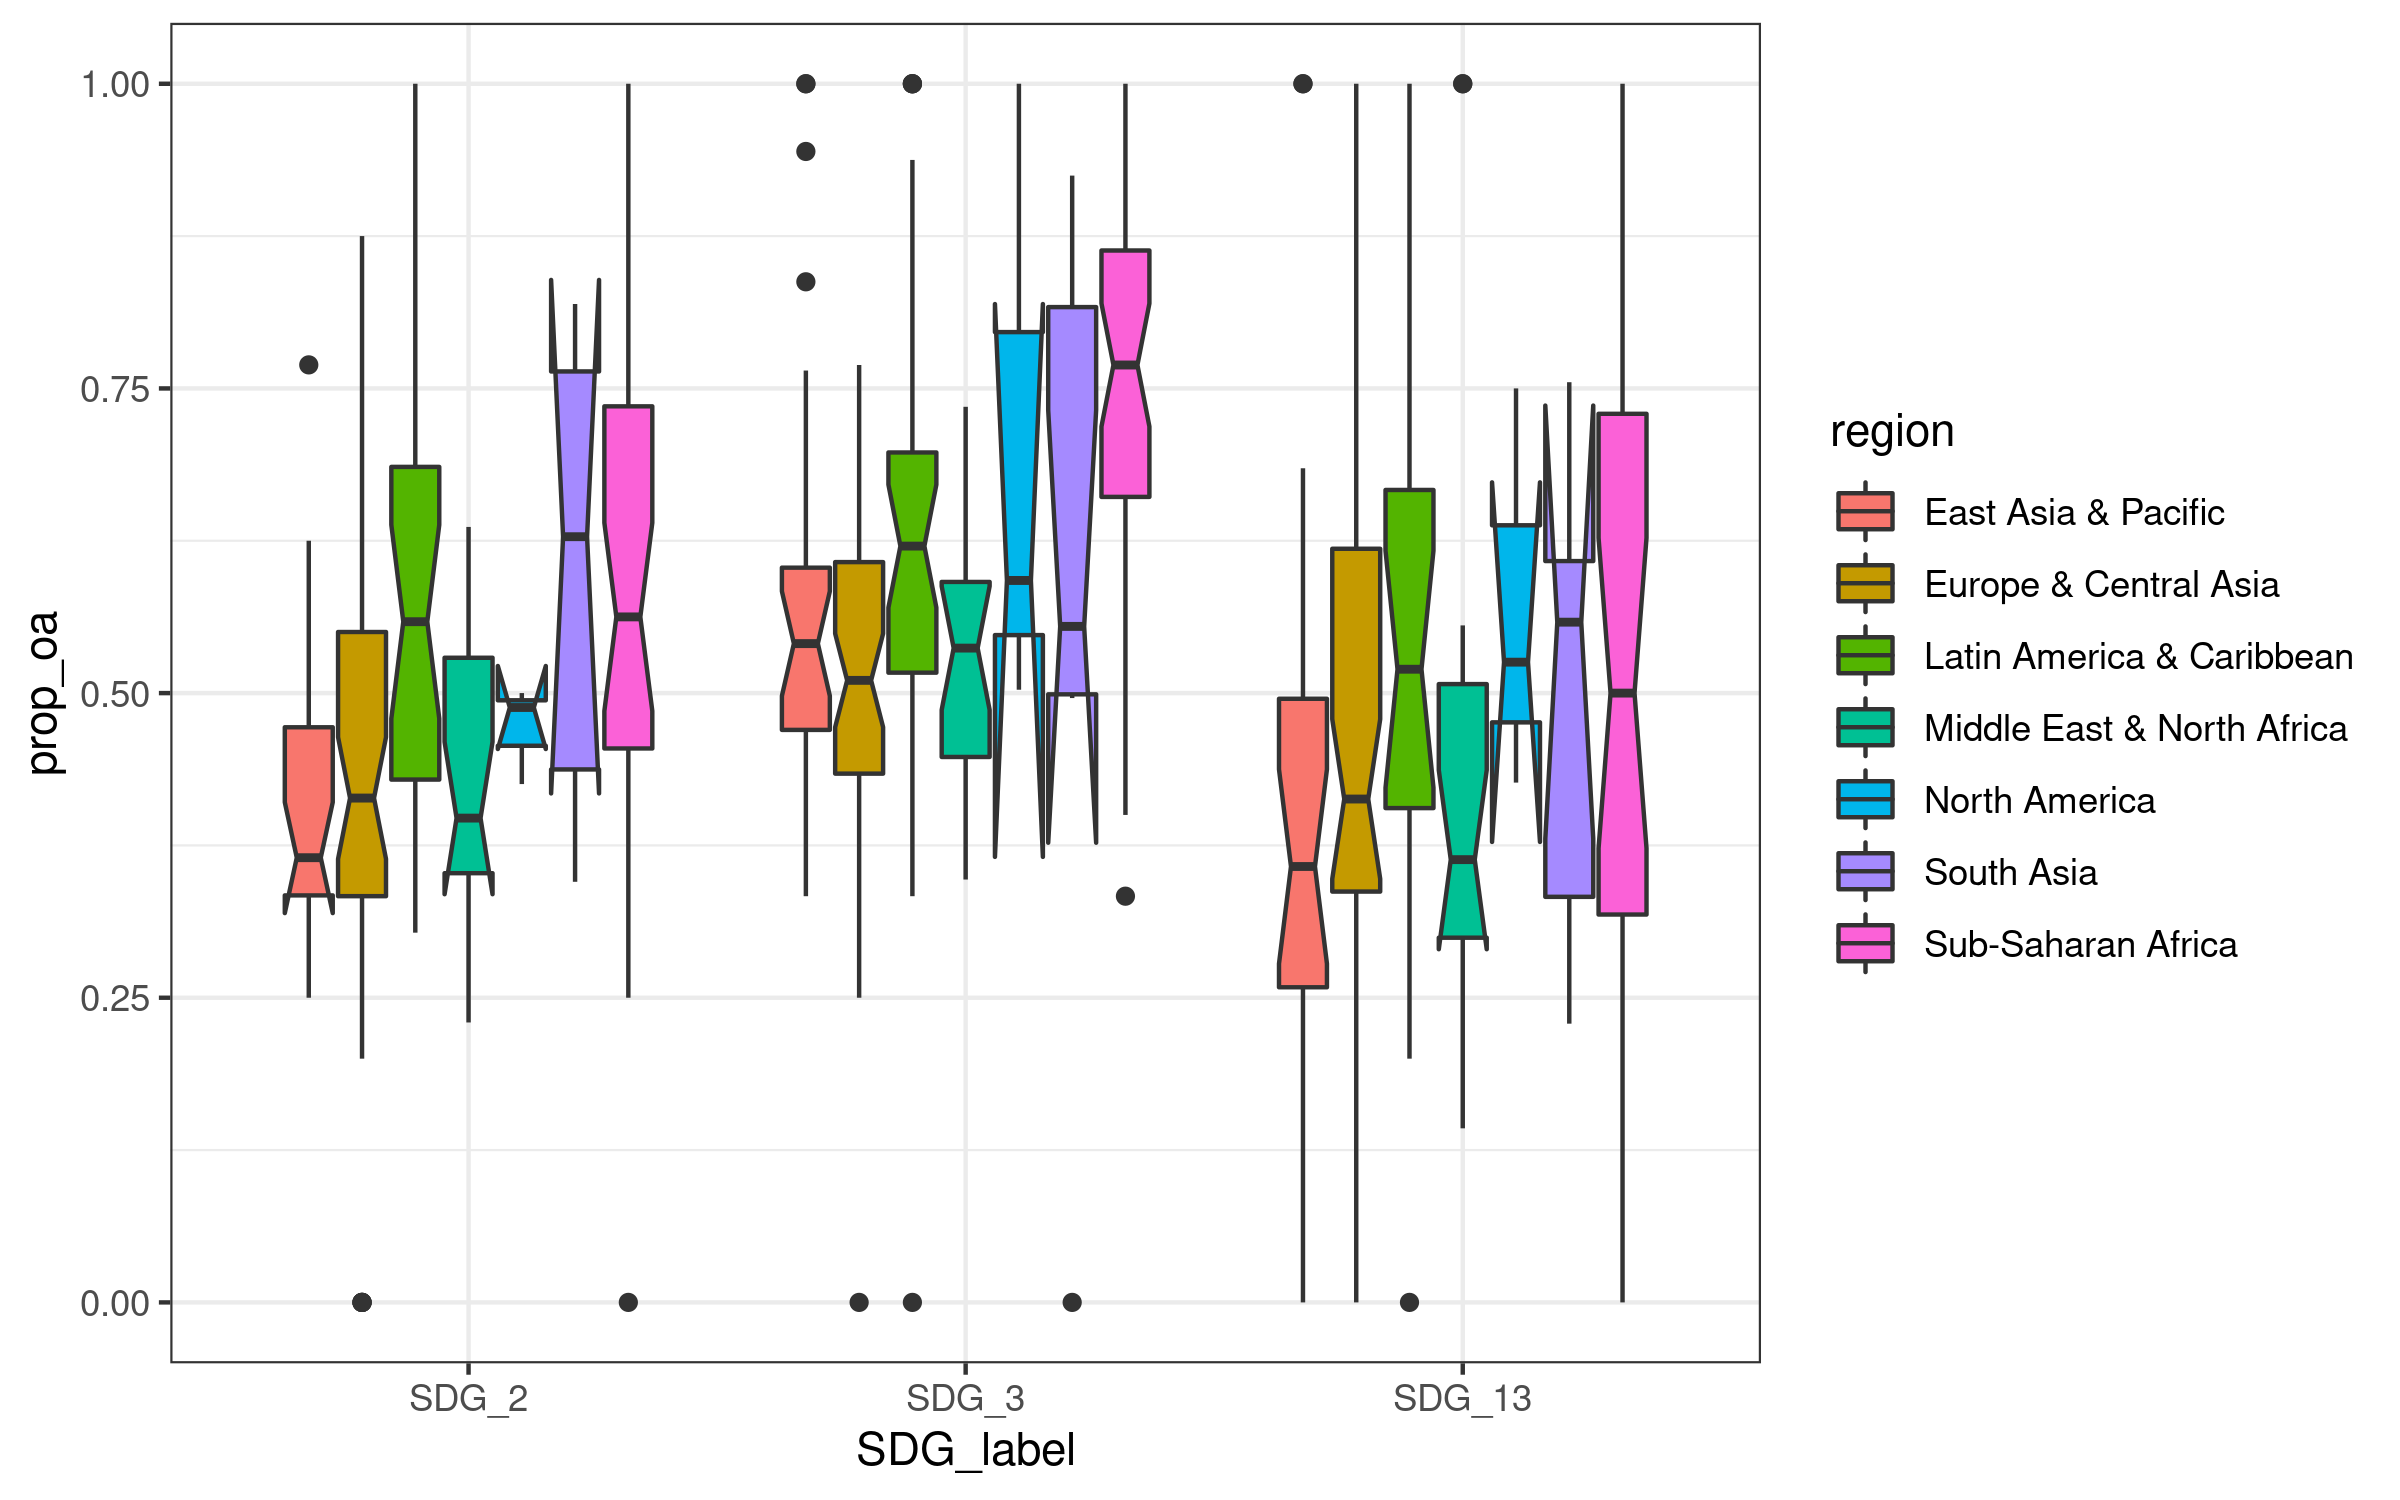 1.00
0.75
0.50
0.25
0.00
prop_oa
SDG_2
SDG_3
SDG_13
SDG_label
region
East Asia & Pacific
Europe & Central Asia
Latin America & Caribbean
Middle East & North Africa
North America
South Asia
Sub-Saharan Africa